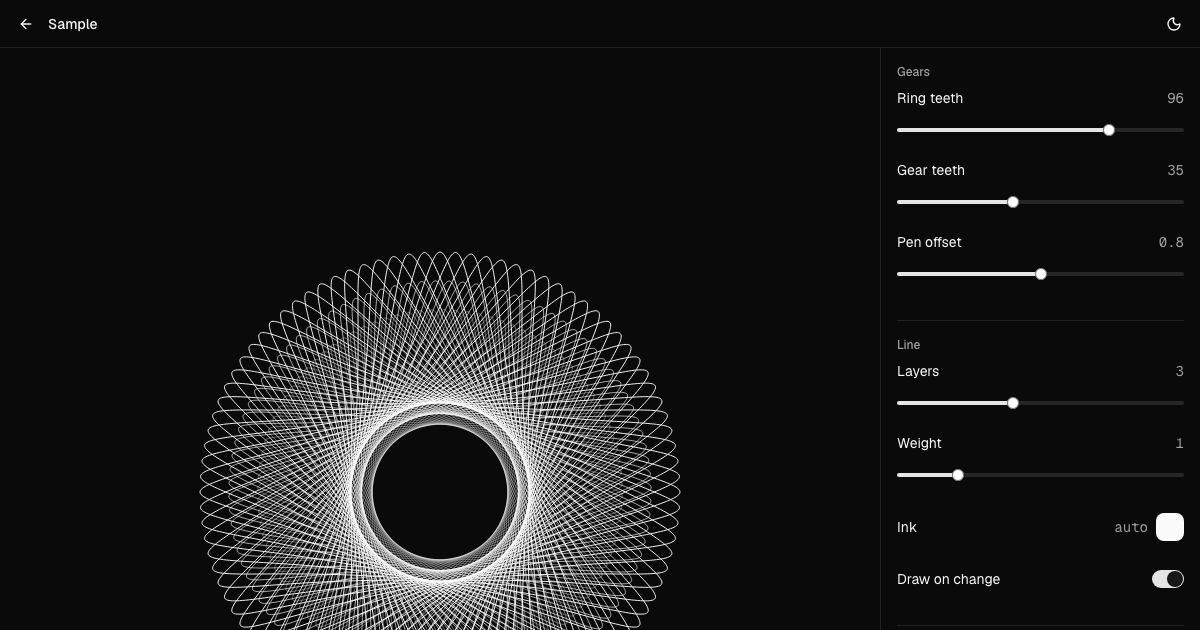 Sample
Gears
Ring teeth 96
Gear teeth 35
Pen offset 0.8
Line
Layers 3
Weight 1
Ink auto
Draw on change